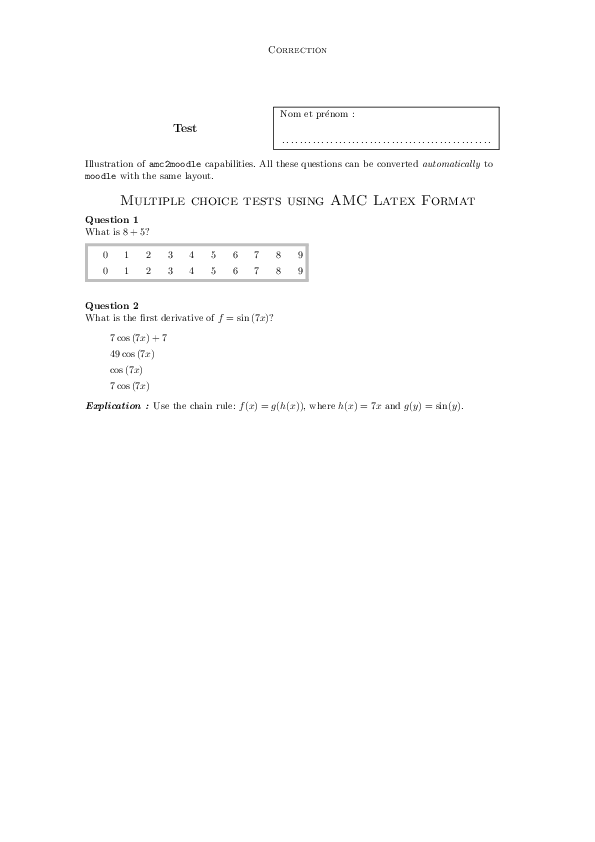 Correction
Test
Nom et prénom :
................................................
Illustration of amc2moodle capabilities. All these questions can be converted automatically to
moodle with the same layout.
Multiple choice tests using AMC Latex Format
Question 1
What is 8 + 5?
0 1 2 3 4 5 6 7 8 9
0 1 2 3 4 5 6 7 8 9
Question 2
What is the first derivative of f = sin (7x)?
7 cos (7x) + 7
49 cos (7x)
cos (7x)
7 cos (7x)
Explication : Use the chain rule: f(x) = g(h(x)), where h(x) = 7x and g(y) = sin(y).